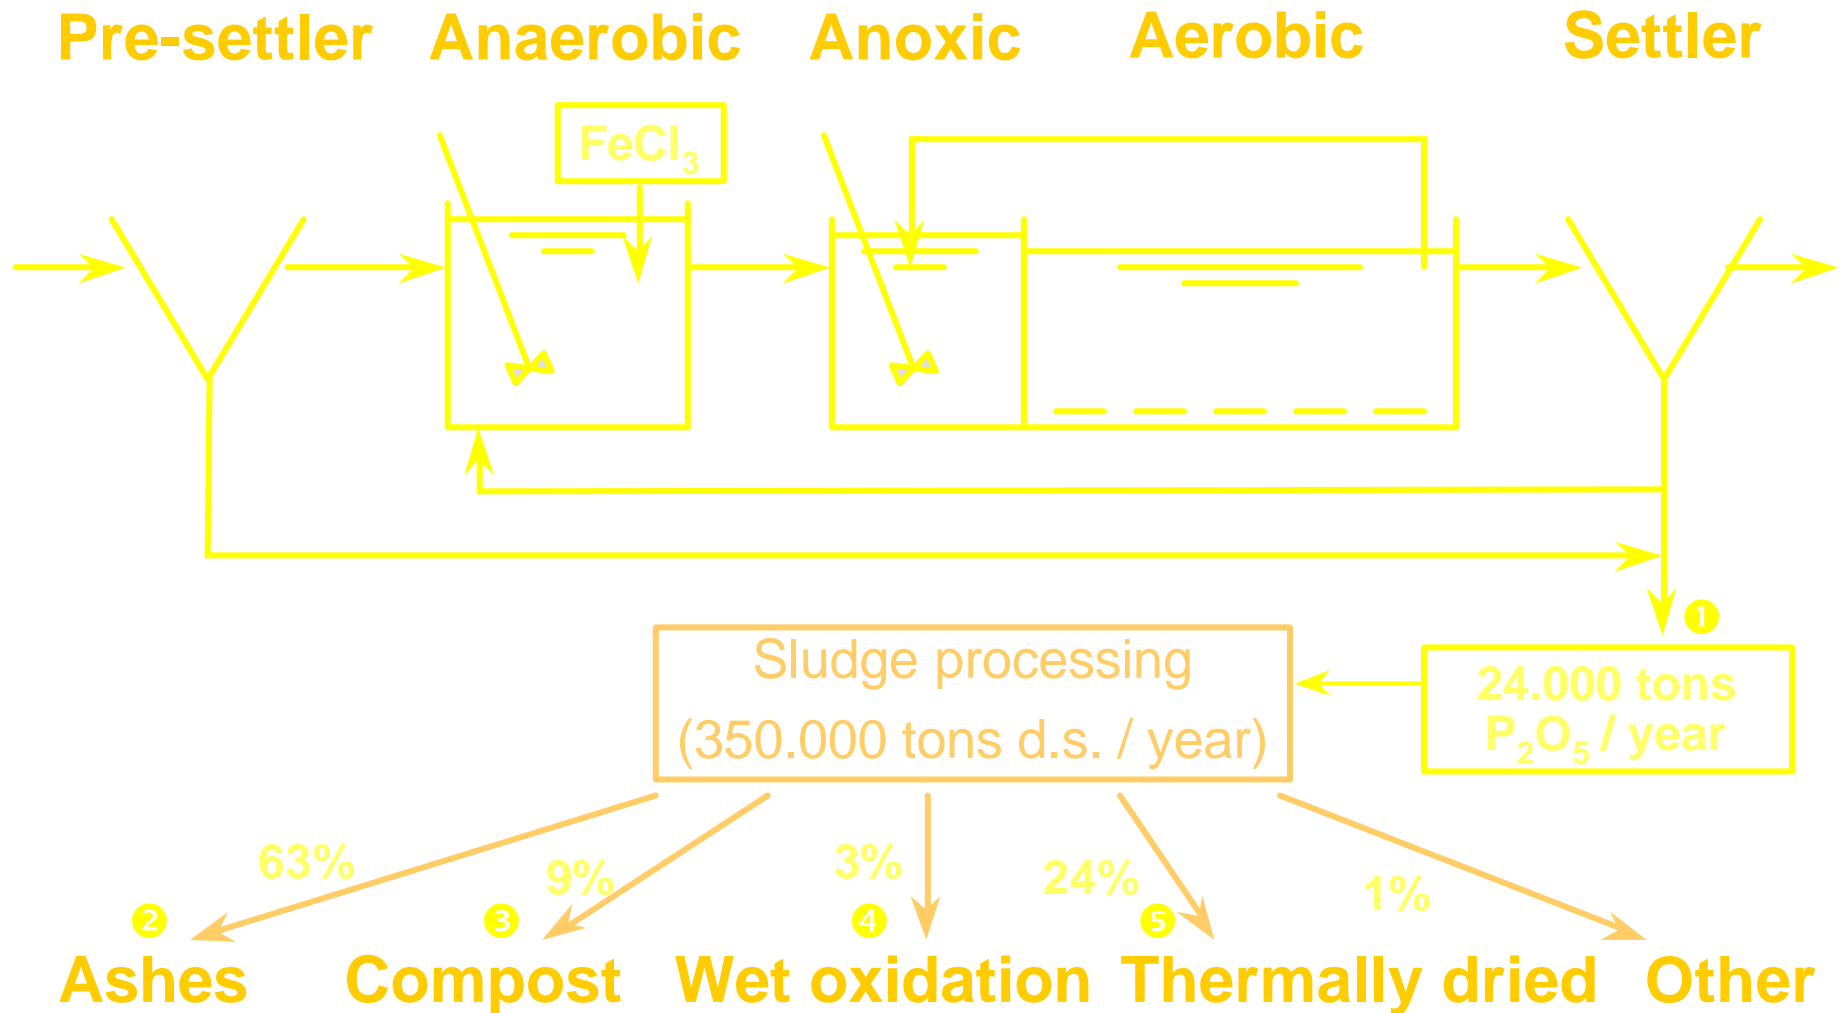 Pre-settler Anaerobic Anoxic Aerobic Settler
FeCl₃
❶
Sludge processing
(350.000 tons d.s. / year)
24.000 tons
P₂O₅ / year
63% 9% 3% 24% 1%
❷ ❸ ❹ ❺
Ashes Compost Wet oxidation Thermally dried Other